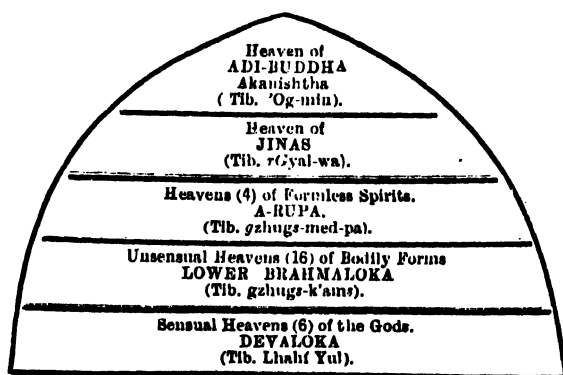 Heaven of
ADI-BUDDHA
Akanishtha
(Tib. 'Og-min).
Heaven of
JINAS
(Tib. rGyal-wa).
Heavens (4) of Formless Spirits.
A-RUPA.
(Tib. gzhugs-med-pa).
Unsensual Heavens (16) of Bodily Forms
LOWER BRAHMALOKA
(Tib. gzhugs-k'ams).
Sensual Heavens (6) of the Gods.
DEVALOKA
(Tib. Lhahí Yul).